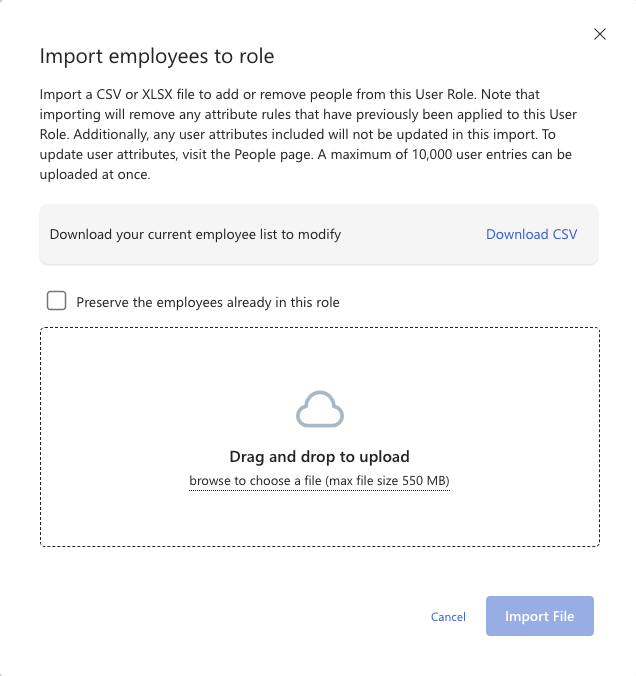 Import employees to role
Import a CSV or XLSX file to add or remove people from this User Role. Note that
importing will remove any attribute rules that have previously been applied to this User
Role. Additionally, any user attributes included will not be updated in this import. To
update user attributes, visit the People page. A maximum of 10,000 user entries can be
uploaded at once.
Download your current employee list to modify
Download CSV
Preserve the employees already in this role
Drag and drop to upload
browse to choose a file (max file size 550 MB)
Cancel
Import File